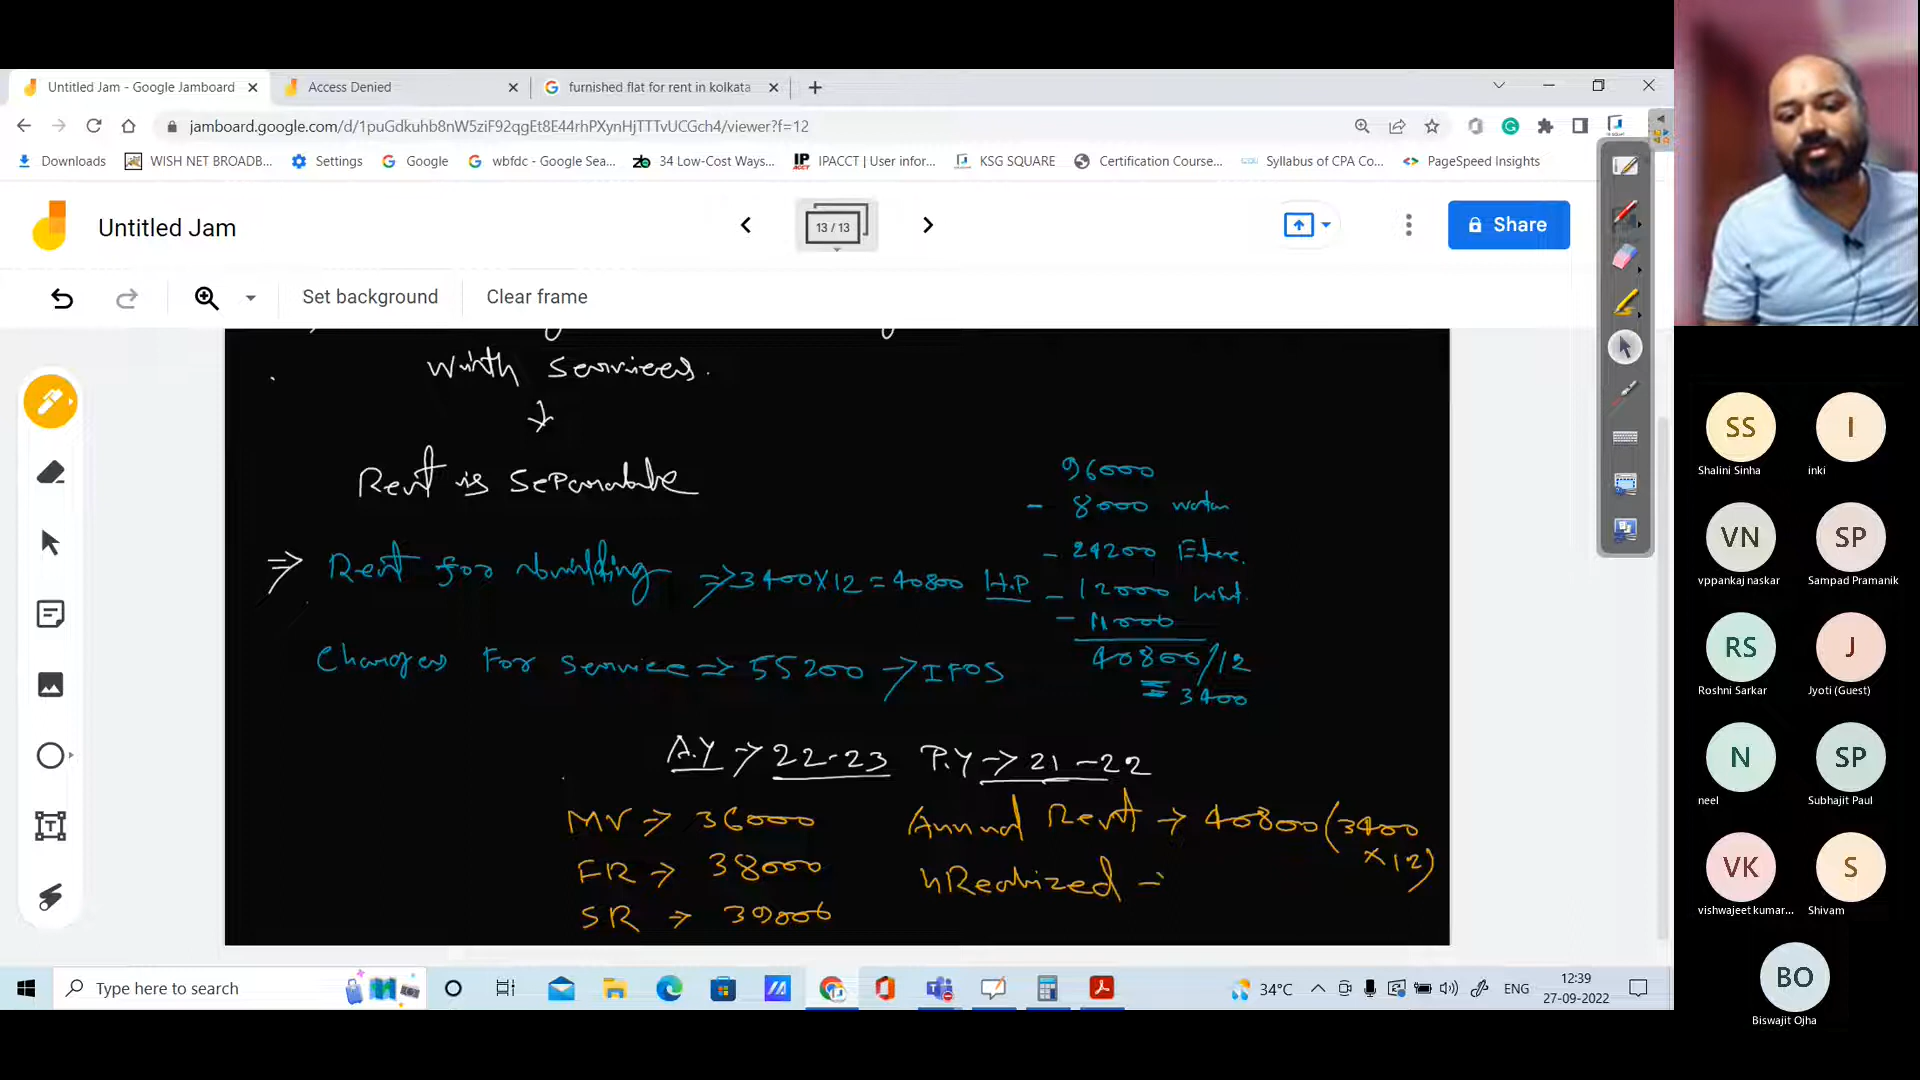 Untitled Jam - Google Jamboard
Access Denied
furnished flat for rent in kolkata
jamboard.google.com/d/1puGdkuhb8nW5ziF92qgEt8E44rhPXynHjTTTvUCGch4/viewer?f=12
Downloads
WISH NET BROADB...
Settings
Google
wbfdc - Google Sea...
34 Low-Cost Ways...
IPACCT | User infor...
KSG SQUARE
Certification Course...
Syllabus of CPA Co...
PageSpeed Insights
Untitled Jam
13 / 13
Share
Set background
Clear frame
with services.
Rent is Separable
96000
- 8000 water
- 24200 Elec.
⇒ Rent for building ⇒ 3400X12 = 40800 H.P
- 12000
- 11000
40800/12
= 3400
Charges For Service ⇒ 55200 → IFOS
A.Y → 22-23 P.Y → 21-22
MV → 36000
FR → 38000
SR → 39000
Annual Rent → 40800 (3400 x 12)
URealized -
SS
Shalini Sinha
I
inki
VN
vppankaj naskar
SP
Sampad Pramanik
RS
Roshni Sarkar
J
Jyoti (Guest)
N
neel
SP
Subhajit Paul
VK
vishwajeet kumar...
S
Shivam
BO
Biswajit Ojha
Type here to search
34°C
ENG
12:39
27-09-2022